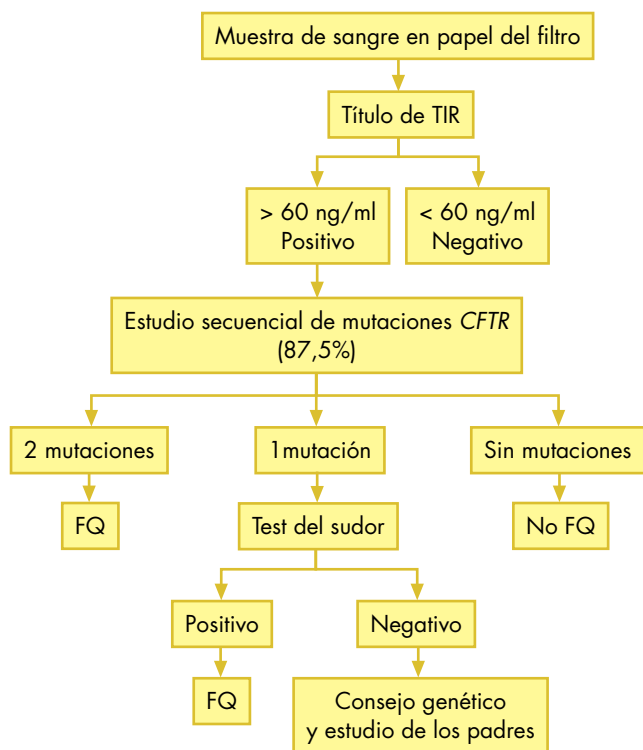 Muestra de sangre en papel del filtro
Título de TIR
> 60 ng/ml
Positivo
< 60 ng/ml
Negativo
Estudio secuencial de mutaciones CFTR
(87,5%)
2 mutaciones
1mutación
Sin mutaciones
FQ
Test del sudor
No FQ
Positivo
Negativo
FQ
Consejo genético
y estudio de los padres